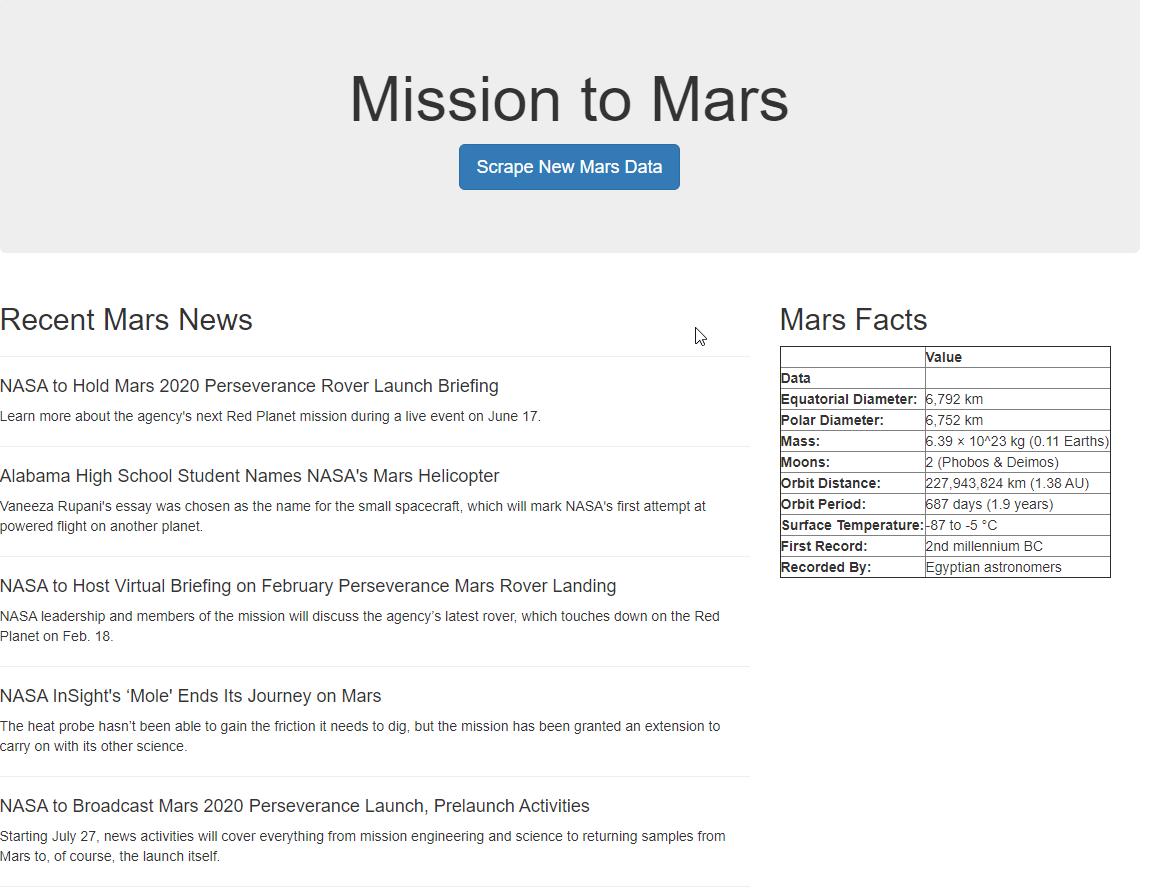 Mission to Mars
Scrape New Mars Data
Recent Mars News
NASA to Hold Mars 2020 Perseverance Rover Launch Briefing
Learn more about the agency's next Red Planet mission during a live event on June 17.
Alabama High School Student Names NASA's Mars Helicopter
Vaneeza Rupani's essay was chosen as the name for the small spacecraft, which will mark NASA's first attempt at
powered flight on another planet.
NASA to Host Virtual Briefing on February Perseverance Mars Rover Landing
NASA leadership and members of the mission will discuss the agency’s latest rover, which touches down on the Red
Planet on Feb. 18.
NASA InSight's ‘Mole' Ends Its Journey on Mars
The heat probe hasn’t been able to gain the friction it needs to dig, but the mission has been granted an extension to
carry on with its other science.
NASA to Broadcast Mars 2020 Perseverance Launch, Prelaunch Activities
Starting July 27, news activities will cover everything from mission engineering and science to returning samples from
Mars to, of course, the launch itself.
Mars Facts
Value
Data
Equatorial Diameter: 6,792 km
Polar Diameter: 6,752 km
Mass: 6.39 × 10^23 kg (0.11 Earths)
Moons: 2 (Phobos & Deimos)
Orbit Distance: 227,943,824 km (1.38 AU)
Orbit Period: 687 days (1.9 years)
Surface Temperature: -87 to -5 °C
First Record: 2nd millennium BC
Recorded By: Egyptian astronomers